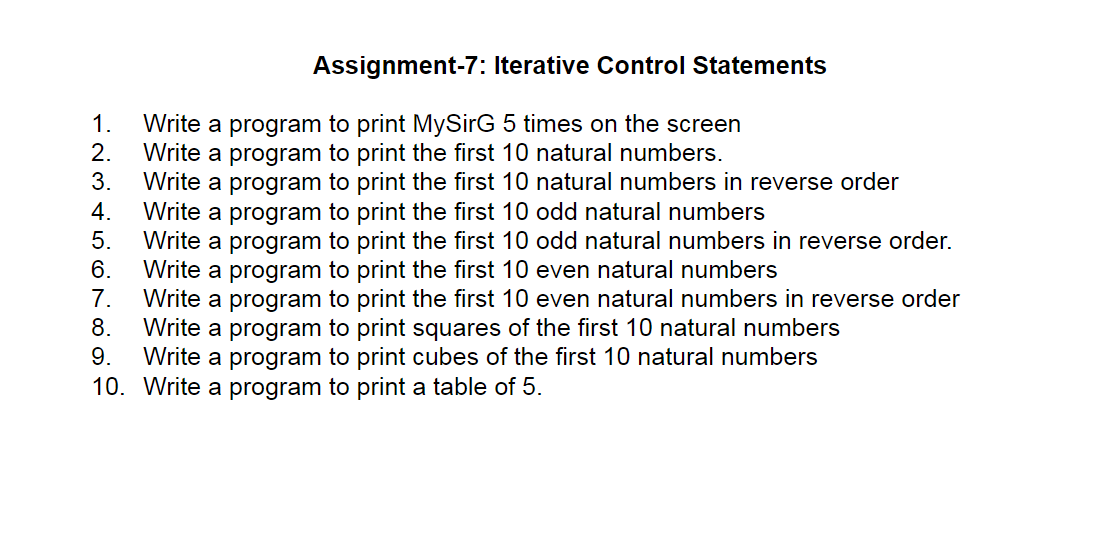 Assignment-7: Iterative Control Statements
1. Write a program to print MySirG 5 times on the screen
2. Write a program to print the first 10 natural numbers.
3. Write a program to print the first 10 natural numbers in reverse order
4. Write a program to print the first 10 odd natural numbers
5. Write a program to print the first 10 odd natural numbers in reverse order.
6. Write a program to print the first 10 even natural numbers
7. Write a program to print the first 10 even natural numbers in reverse order
8. Write a program to print squares of the first 10 natural numbers
9. Write a program to print cubes of the first 10 natural numbers
10. Write a program to print a table of 5.